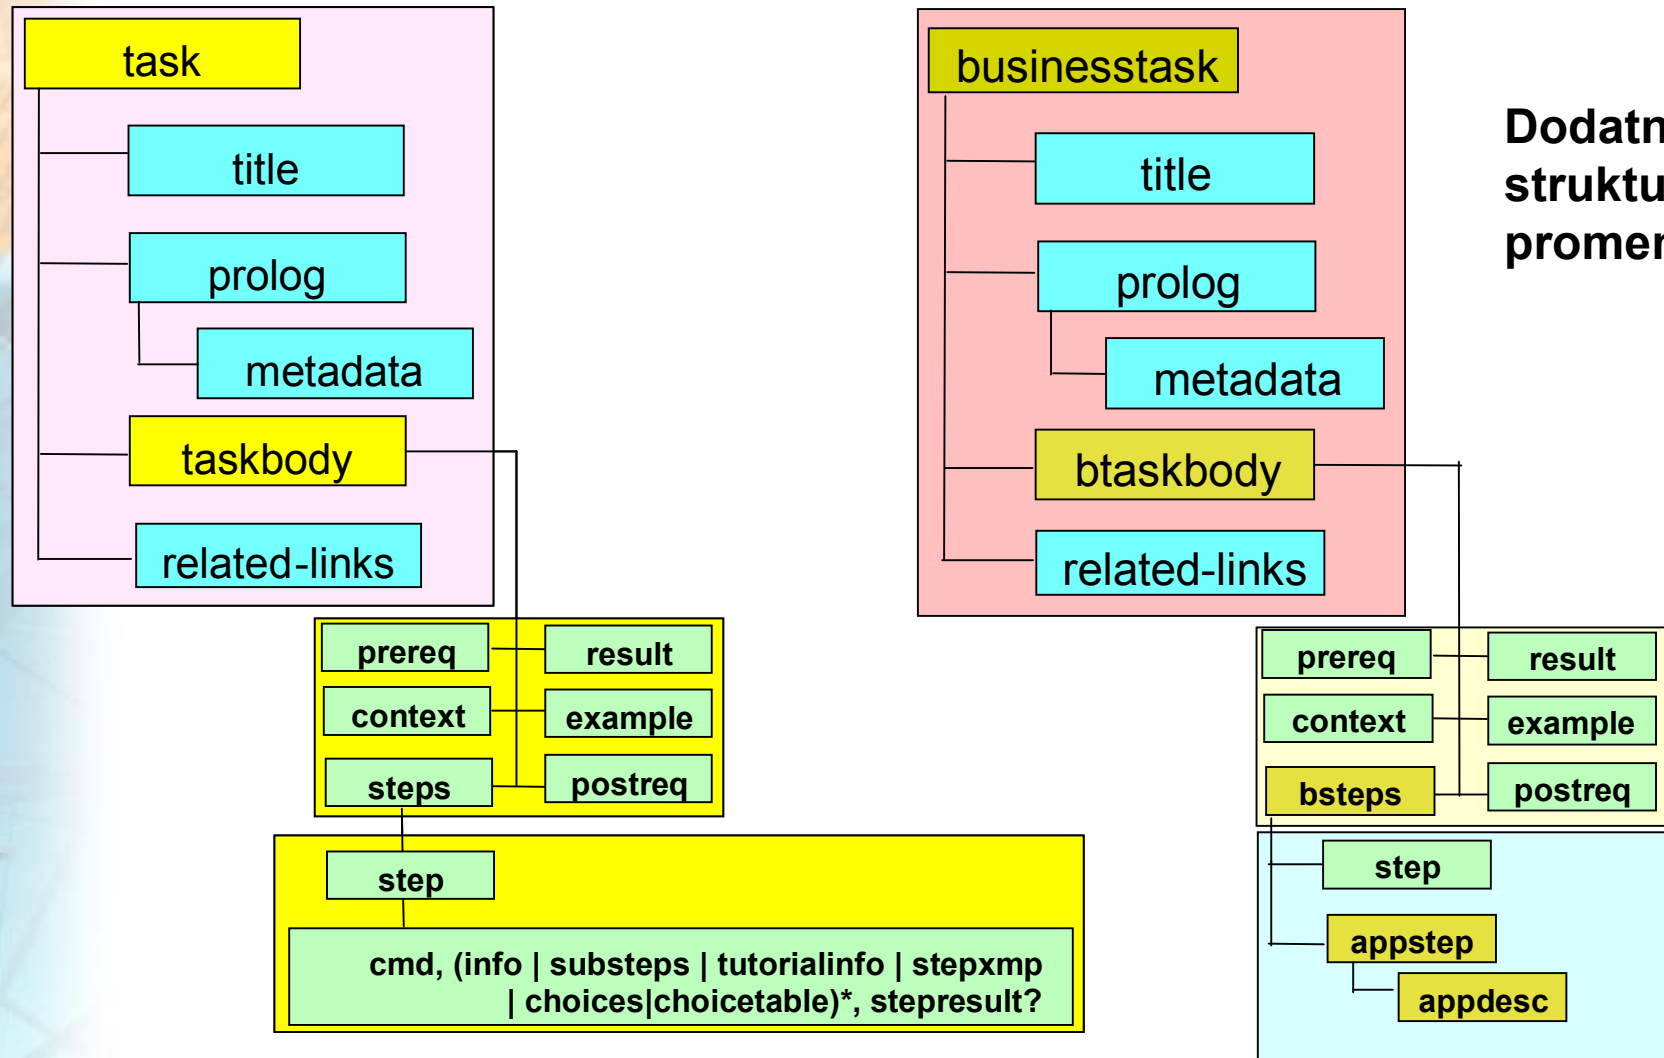 task
title
prolog
metadata
taskbody
related-links
prereq
result
context
example
steps
postreq
step
cmd, (info | substeps | tutorialinfo | stepxmp
| choices|choicetable)*, stepresult?
businesstask
title
prolog
metadata
btaskbody
related-links
prereq
result
context
example
bsteps
postreq
step
appstep
appdesc